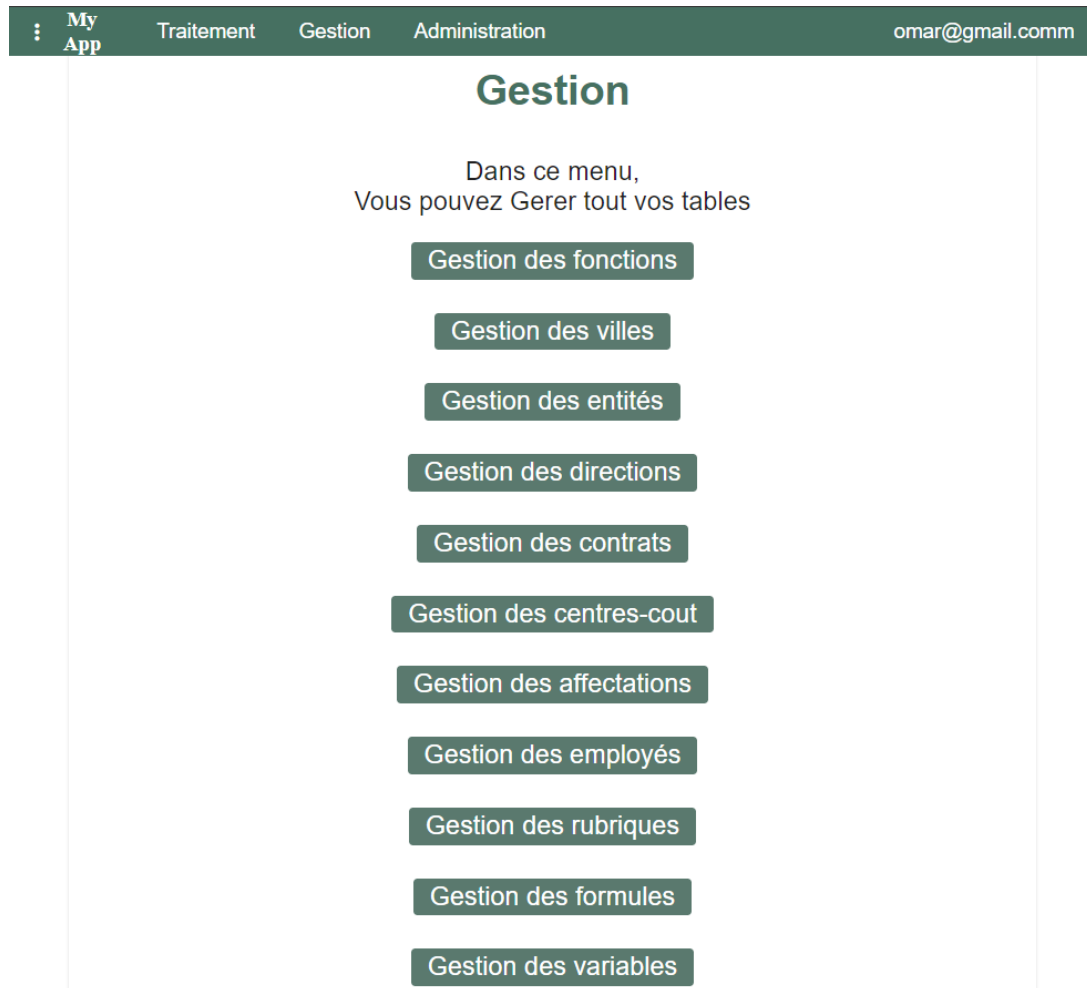 My
App
Traitement
Gestion
Administration
omar@gmail.comm
Gestion
Dans ce menu,
Vous pouvez Gerer tout vos tables
Gestion des fonctions
Gestion des villes
Gestion des entités
Gestion des directions
Gestion des contrats
Gestion des centres-cout
Gestion des affectations
Gestion des employés
Gestion des rubriques
Gestion des formules
Gestion des variables